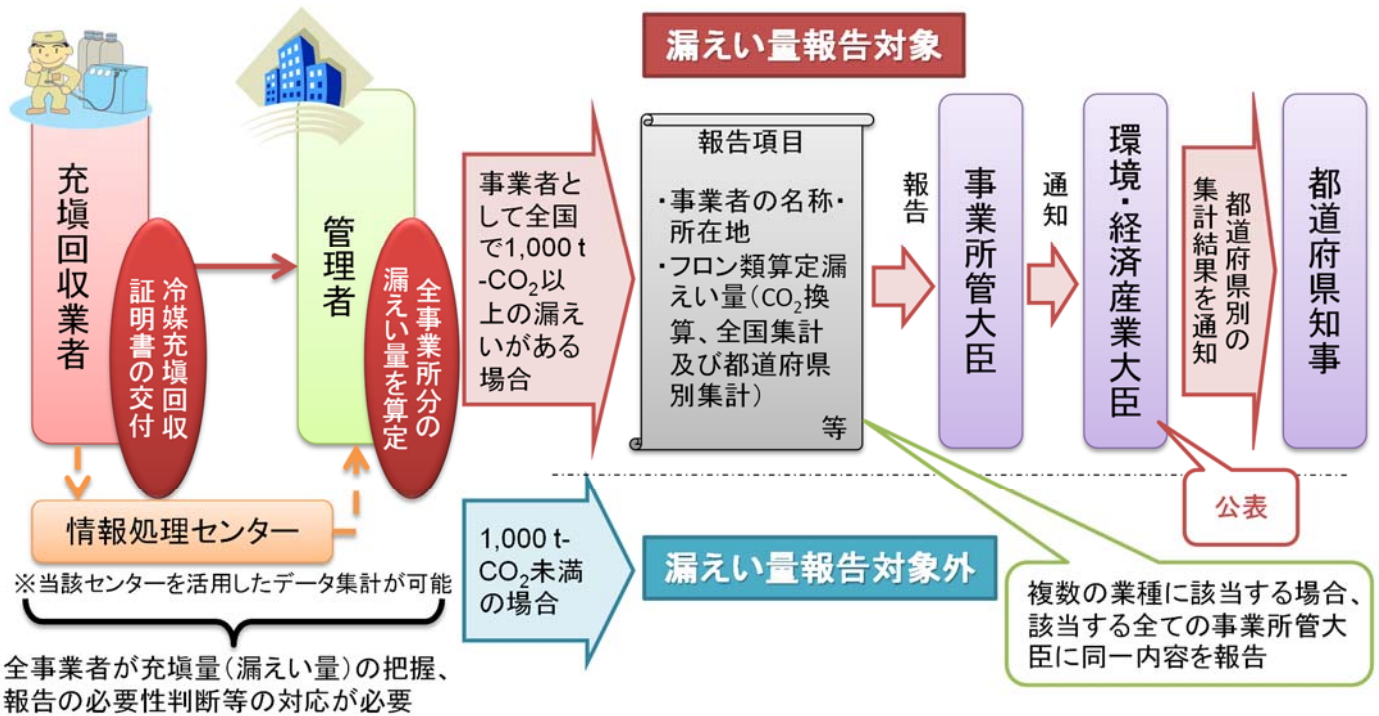 漏えい量報告対象
充塡回収業者
冷媒充塡回収
証明書の交付
管理者
全事業所分の
漏えい量を算定
事業者と
して全国
で1,000 t
-CO₂以
上の漏え
いがある
場合
報告項目
・事業者の名称・
所在地
・フロン類算定漏
えい量(CO₂換
算、全国集計
及び都道府県
別集計)
等
報告
事業所管大臣
通知
環境・経済産業大臣
都道府県別の
集計結果を通知
都道府県知事
公表
情報処理センター
※当該センターを活用したデータ集計が可能
全事業者が充塡量(漏えい量)の把握、
報告の必要性判断等の対応が必要
1,000 t-
CO₂未満
の場合
漏えい量報告対象外
複数の業種に該当する場合、
該当する全ての事業所管大
臣に同一内容を報告